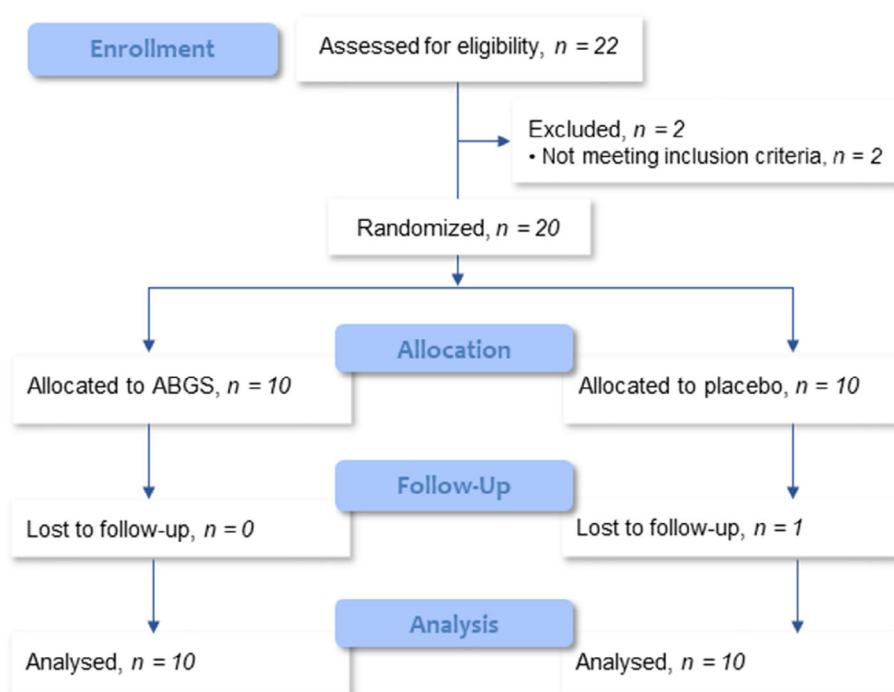 Enrollment
Assessed for eligibility, n = 22
Excluded, n = 2
• Not meeting inclusion criteria, n = 2
Randomized, n = 20
Allocation
Allocated to ABGS, n = 10
Allocated to placebo, n = 10
Follow-Up
Lost to follow-up, n = 0
Lost to follow-up, n = 1
Analysis
Analysed, n = 10
Analysed, n = 10